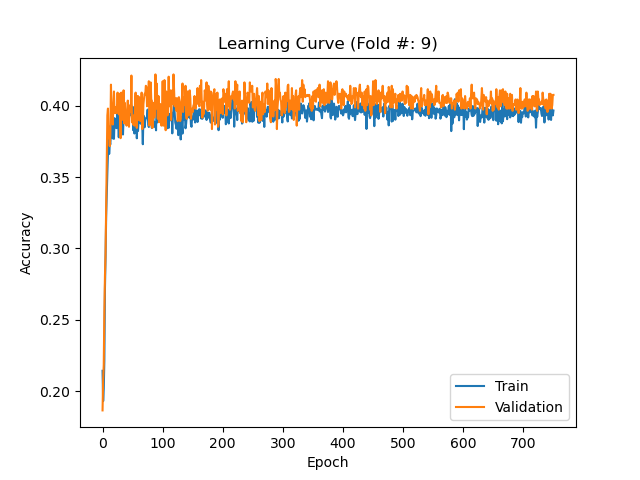 Learning Curve (Fold #: 9)
0.40
0.35
0.30
0.25
0.20
Accuracy
0 100 200 300 400 500 600 700
Epoch
Train
Validation